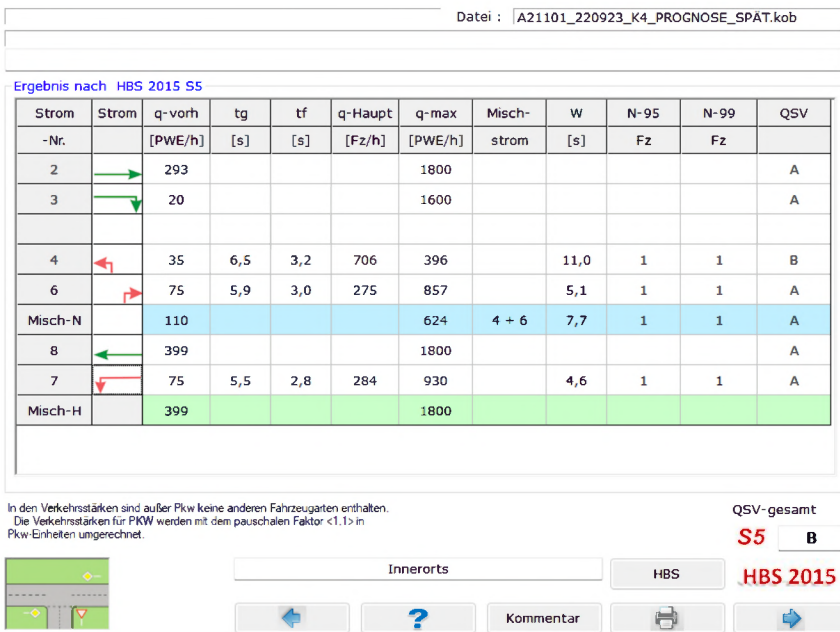 Datei : A21101_220923_K4_PROGNOSE_SPÄT.kob
Ergebnis nach HBS 2015 S5
Strom Strom q-vorh tg tf q-Haupt q-max Misch- W N-95 N-99 QSV
-Nr. [PWE/h] [s] [s] [Fz/h] [PWE/h] strom [s] Fz Fz
2 293 1800 A
3 20 1600 A
4 35 6,5 3,2 706 396 11,0 1 1 B
6 75 5,9 3,0 275 857 5,1 1 1 A
Misch-N 110 624 4 + 6 7,7 1 1 A
8 399 1800 A
7 75 5,5 2,8 284 930 4,6 1 1 A
Misch-H 399 1800
In den Verkehrsstärken sind außer Pkw keine anderen Fahrzeugarten enthalten.
Die Verkehrsstärken für PKW werden mit dem pauschalen Faktor <1.1> in
Pkw-Einheiten umgerechnet.
QSV-gesamt
S5 B
Innerorts HBS HBS 2015
? Kommentar